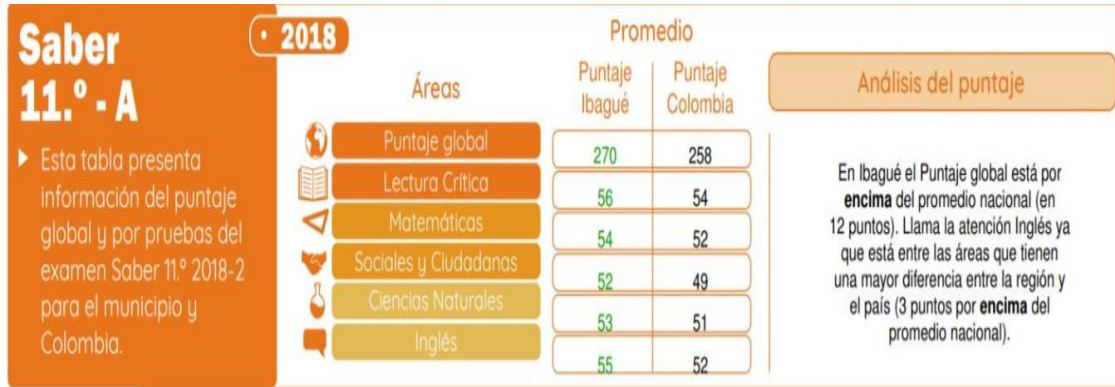 Saber
11.º - A
Esta tabla presenta
información del puntaje
global y por pruebas del
examen Saber 11.º 2018-2
para el municipio y
Colombia.
• 2018
Promedio
Áreas
Puntaje
Ibagué
Puntaje
Colombia
Puntaje global 270 258
Lectura Crítica 56 54
Matemáticas 54 52
Sociales y Ciudadanas 52 49
Ciencias Naturales 53 51
Inglés 55 52
Análisis del puntaje
En Ibagué el Puntaje global está por
encima del promedio nacional (en
12 puntos). Llama la atención Inglés ya
que está entre las áreas que tienen
una mayor diferencia entre la región y
el país (3 puntos por encima del
promedio nacional).